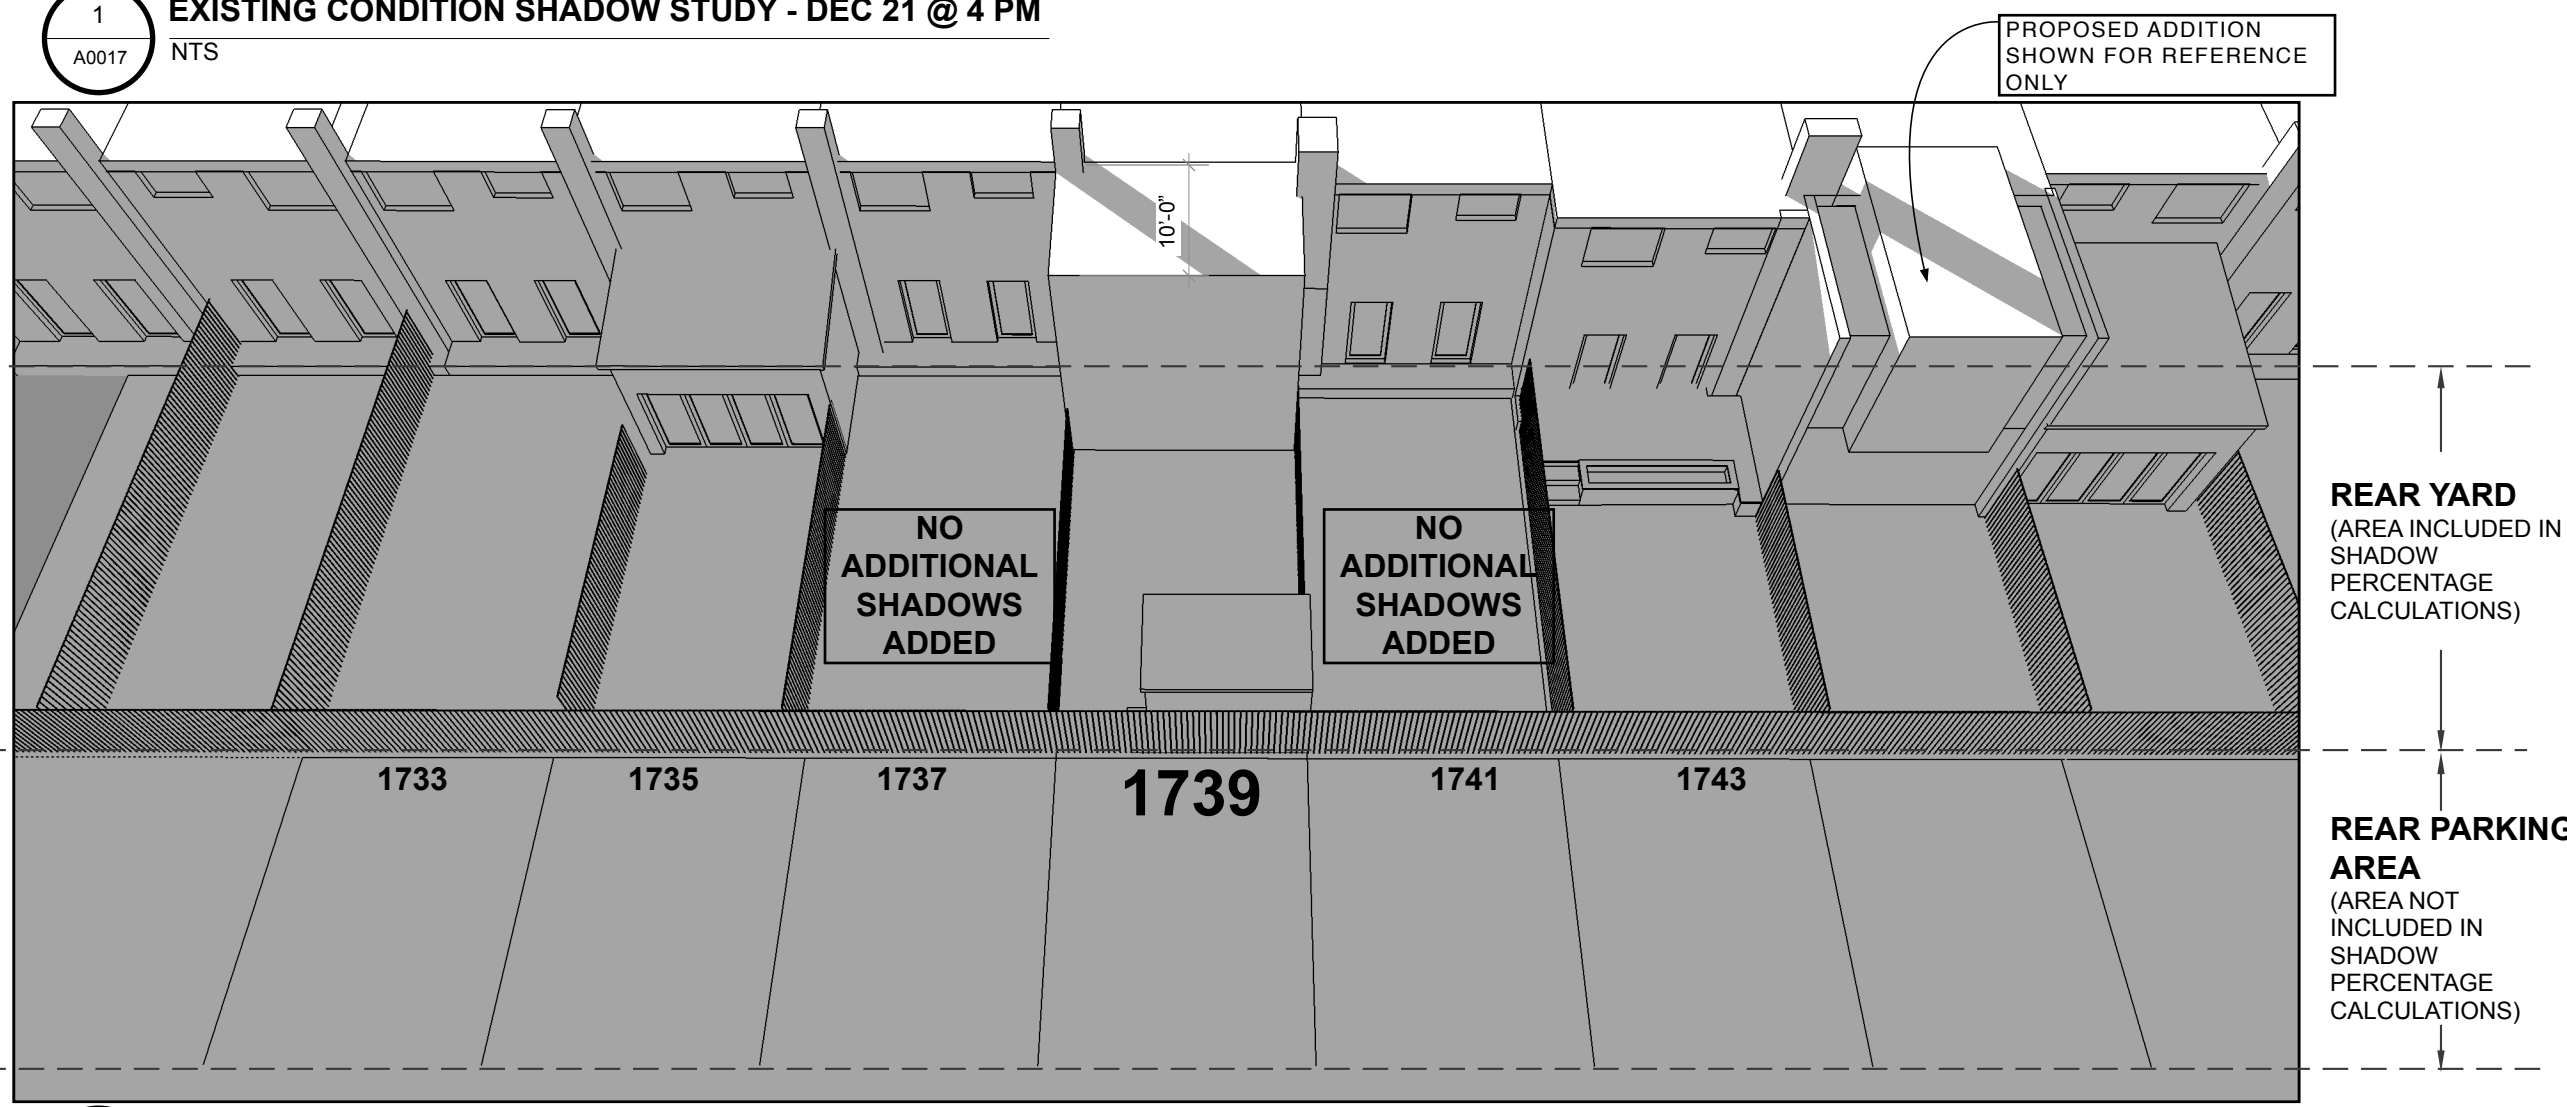 1
A0017
EXISTING CONDITION SHADOW STUDY - DEC 21 @ 4 PM
NTS
PROPOSED ADDITION
SHOWN FOR REFERENCE
ONLY
10'-0"
NO
ADDITIONAL
SHADOWS
ADDED
NO
ADDITIONAL
SHADOWS
ADDED
REAR YARD
(AREA INCLUDED IN
SHADOW
PERCENTAGE
CALCULATIONS)
1733
1735
1737
1739
1741
1743
REAR PARKING
AREA
(AREA NOT
INCLUDED IN
SHADOW
PERCENTAGE
CALCULATIONS)